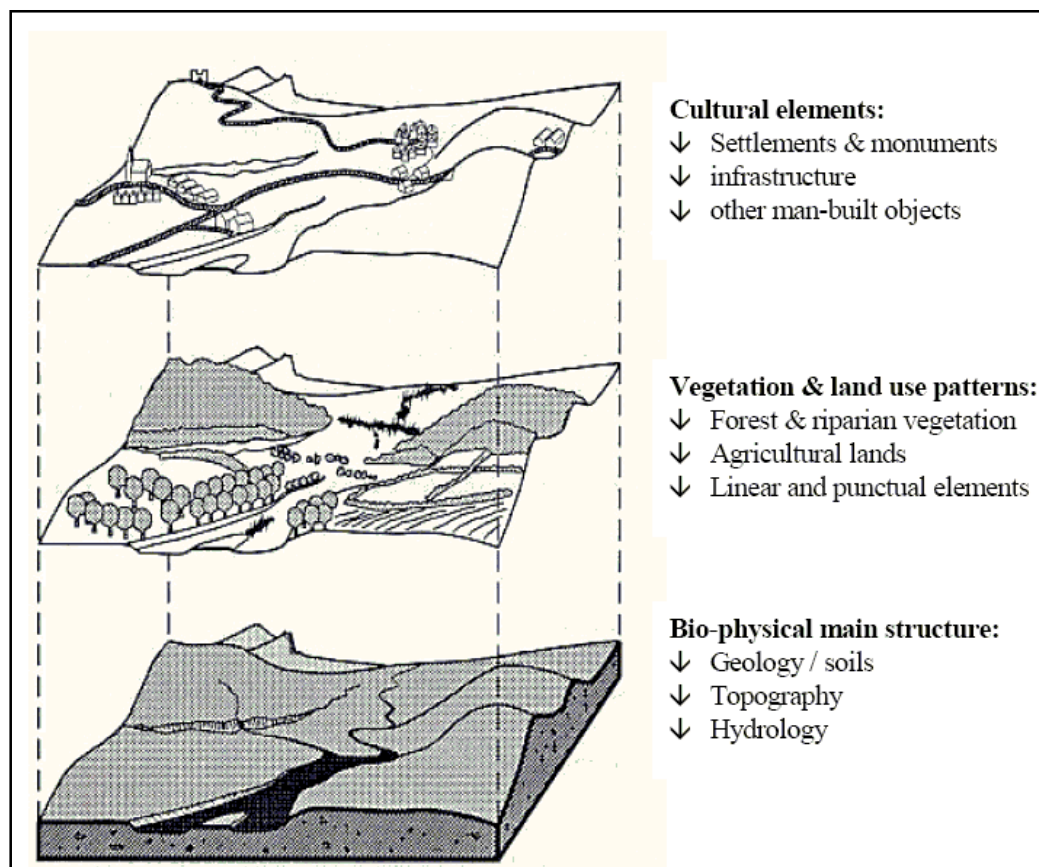 Cultural elements:
↓ Settlements & monuments
↓ infrastructure
↓ other man-built objects
Vegetation & land use patterns:
↓ Forest & riparian vegetation
↓ Agricultural lands
↓ Linear and punctual elements
Bio-physical main structure:
↓ Geology / soils
↓ Topography
↓ Hydrology